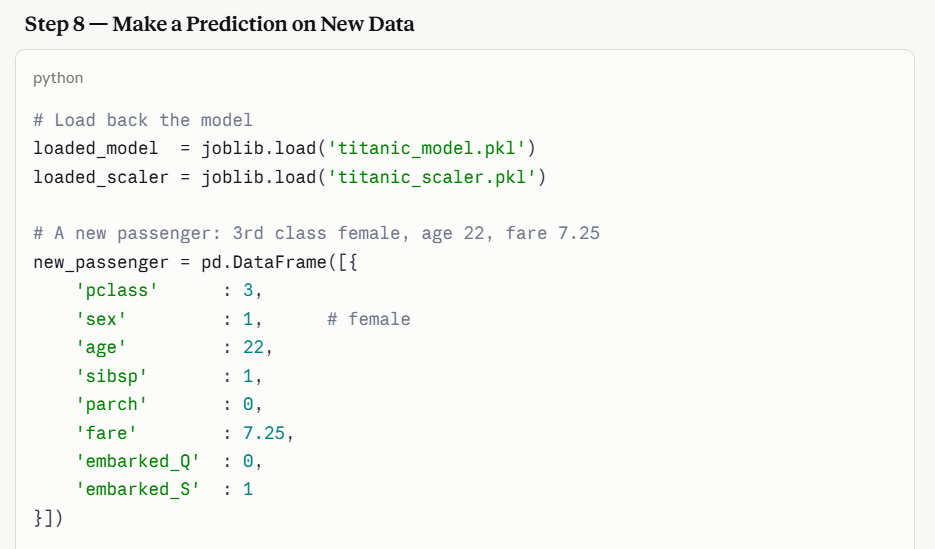 Step 8 — Make a Prediction on New Data
python
# Load back the model
loaded_model  = joblib.load('titanic_model.pkl')
loaded_scaler = joblib.load('titanic_scaler.pkl')
# A new passenger: 3rd class female, age 22, fare 7.25
new_passenger = pd.DataFrame([{
    'pclass'      : 3,
    'sex'         : 1,      # female
    'age'         : 22,
    'sibsp'       : 1,
    'parch'       : 0,
    'fare'        : 7.25,
    'embarked_Q'  : 0,
    'embarked_S'  : 1
}])